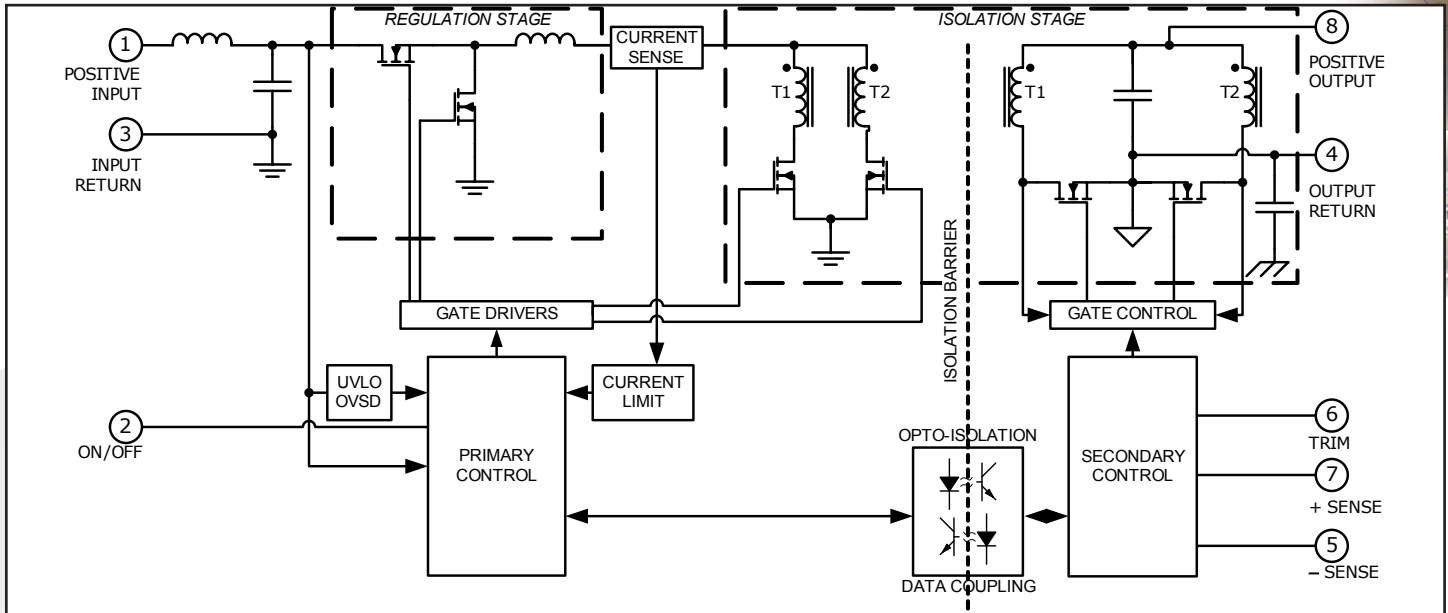 REGULATION STAGE
ISOLATION STAGE
1
POSITIVE
INPUT
3
INPUT
RETURN
CURRENT
SENSE
T1
T2
T1
T2
8
POSITIVE
OUTPUT
4
OUTPUT
RETURN
ISOLATION BARRIER
GATE DRIVERS
GATE CONTROL
UVLO
OVSD
CURRENT
LIMIT
2
ON/OFF
PRIMARY
CONTROL
OPTO-ISOLATION
DATA COUPLING
SECONDARY
CONTROL
6
TRIM
7
+ SENSE
5
– SENSE